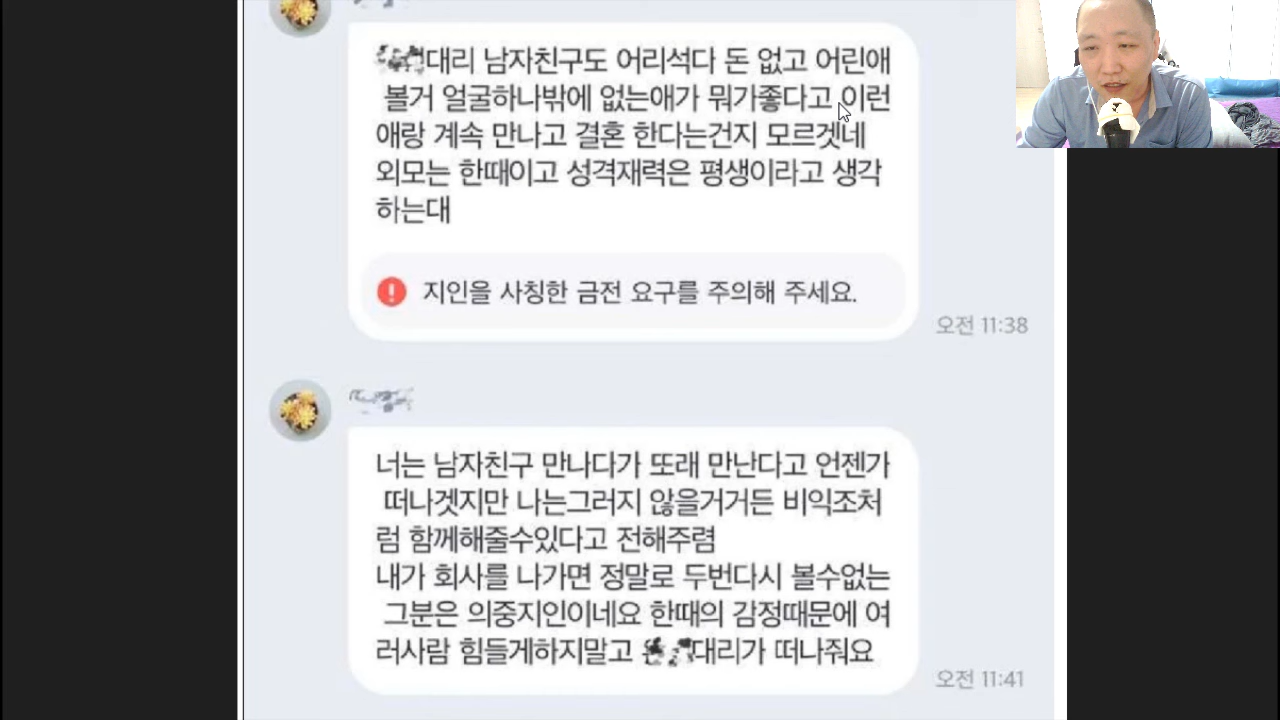 대리 남자친구도 어리석다 돈 없고 어린애
볼거 얼굴하나밖에 없는애가 뭐가좋다고 이런
애랑 계속 만나고 결혼 한다는건지 모르겟네
외모는 한때이고 성격재력은 평생이라고 생각
하는대
지인을 사칭한 금전 요구를 주의해 주세요.
오전 11:38
너는 남자친구 만나다가 또래 만난다고 언젠가
떠나겟지만 나는그러지 않을거거든 비익조처
럼 함께해줄수있다고 전해주렴
내가 회사를 나가면 정말로 두번다시 볼수없는
그분은 의중지인이네요 한때의 감정때문에 여
러사람 힘들게하지말고 대리가 떠나줘요
오전 11:41